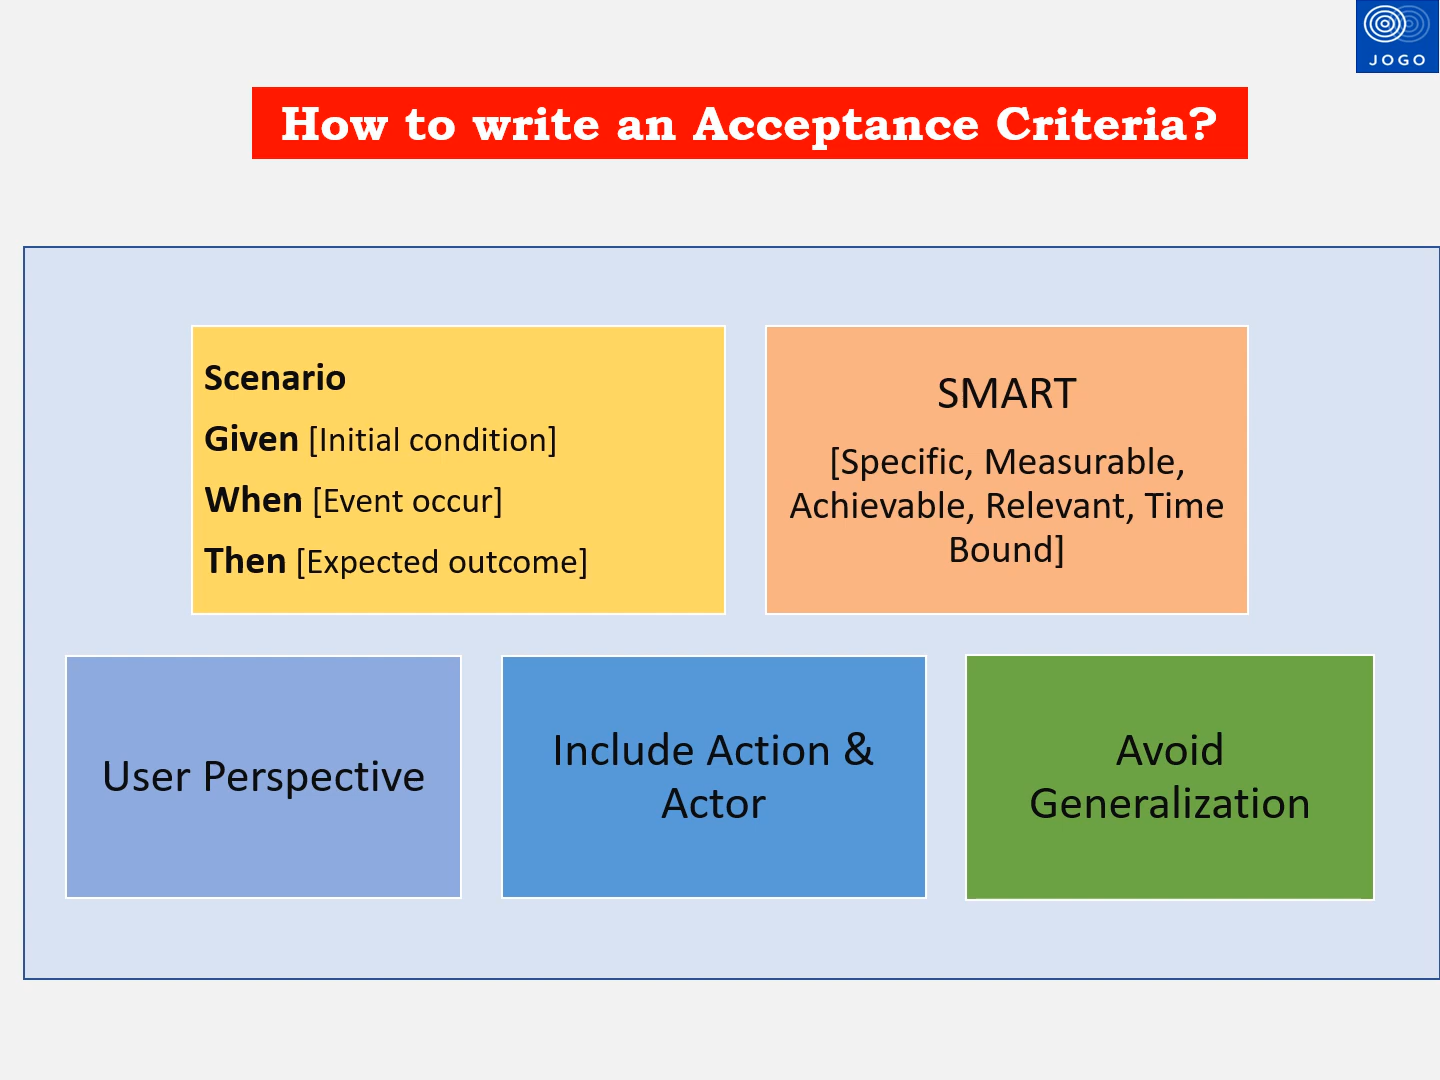 JOGO
How to write an Acceptance Criteria?
Scenario
Given [Initial condition]
When [Event occur]
Then [Expected outcome]
SMART
[Specific, Measurable,
Achievable, Relevant, Time
Bound]
User Perspective
Include Action &
Actor
Avoid
Generalization